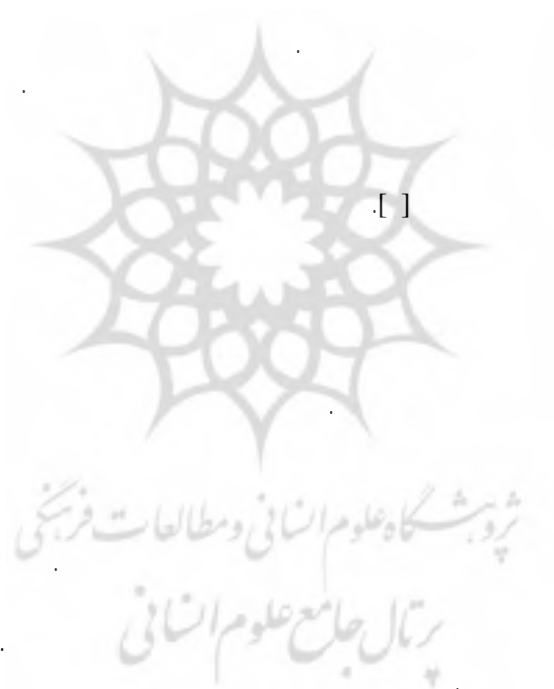 .[ ]
پژوهشگاه علوم انسانی و مطالعات فرهنگی
پرتال جامع علوم انسانی